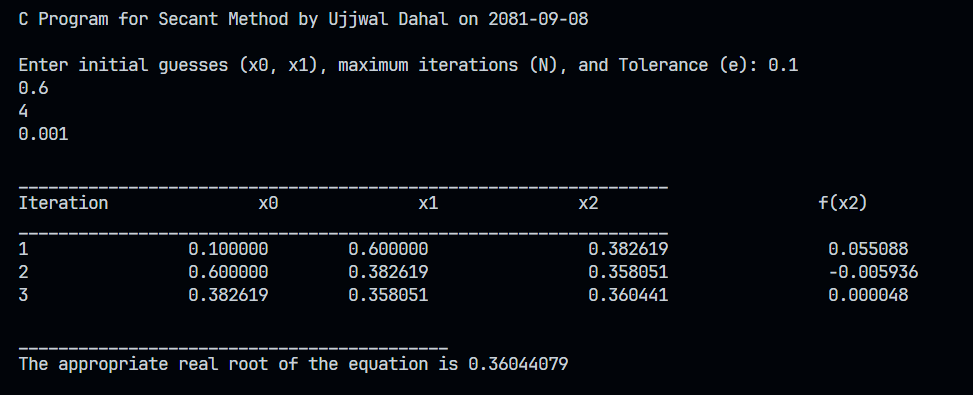 C Program for Secant Method by Ujjwal Dahal on 2081-09-08
Enter initial guesses (x0, x1), maximum iterations (N), and Tolerance (e): 0.1
0.6
4
0.001
_________________________________________________________________
Iteration x0 x1 x2 f(x2)
_________________________________________________________________
1 0.100000 0.600000 0.382619 0.055088
2 0.600000 0.382619 0.358051 -0.005936
3 0.382619 0.358051 0.360441 0.000048
___________________________________________
The appropriate real root of the equation is 0.36044079